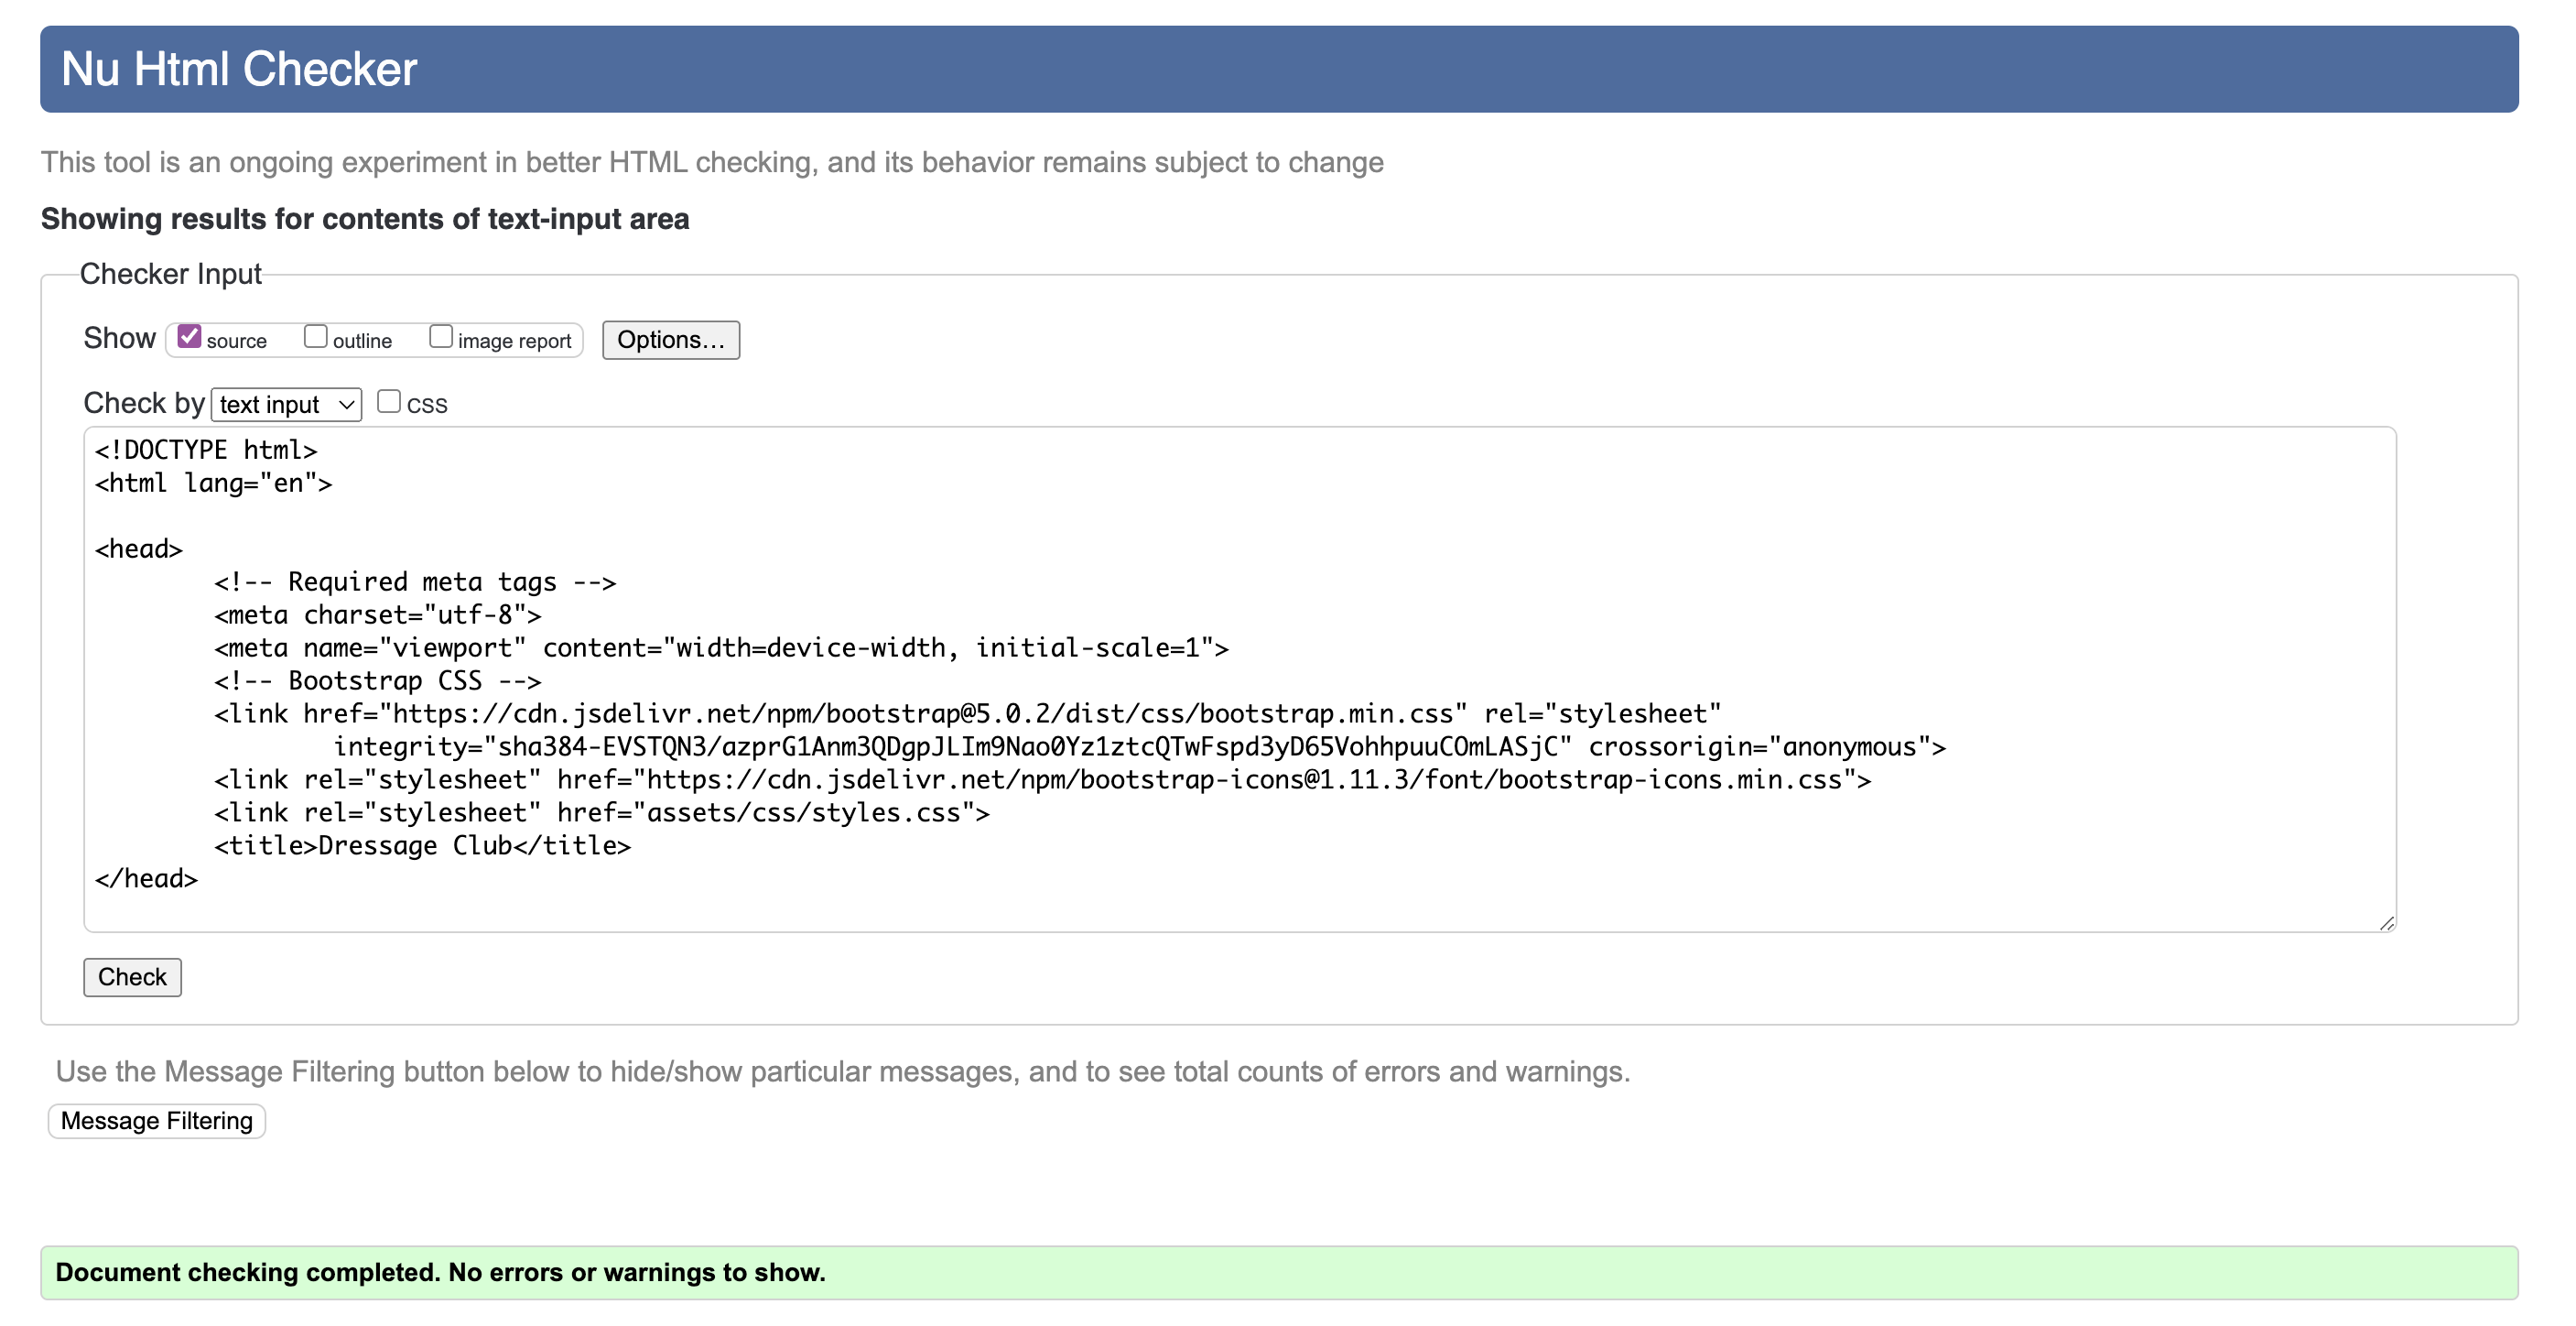 Nu Html Checker
This tool is an ongoing experiment in better HTML checking, and its behavior remains subject to change
Showing results for contents of text-input area
Checker Input
Show source outline image report Options…
Check by text input CSS
<!DOCTYPE html>
<html lang="en">
<head>
<!-- Required meta tags -->
<meta charset="utf-8">
<meta name="viewport" content="width=device-width, initial-scale=1">
<!-- Bootstrap CSS -->
<link href="https://cdn.jsdelivr.net/npm/bootstrap@5.0.2/dist/css/bootstrap.min.css" rel="stylesheet"
integrity="sha384-EVSTQN3/azprG1Anm3QDgpJLIm9Nao0Yz1ztcQTwFspd3yD65VohhpuuCOmLASjC" crossorigin="anonymous">
<link rel="stylesheet" href="https://cdn.jsdelivr.net/npm/bootstrap-icons@1.11.3/font/bootstrap-icons.min.css">
<link rel="stylesheet" href="assets/css/styles.css">
<title>Dressage Club</title>
</head>
Check
Use the Message Filtering button below to hide/show particular messages, and to see total counts of errors and warnings.
Message Filtering
Document checking completed. No errors or warnings to show.